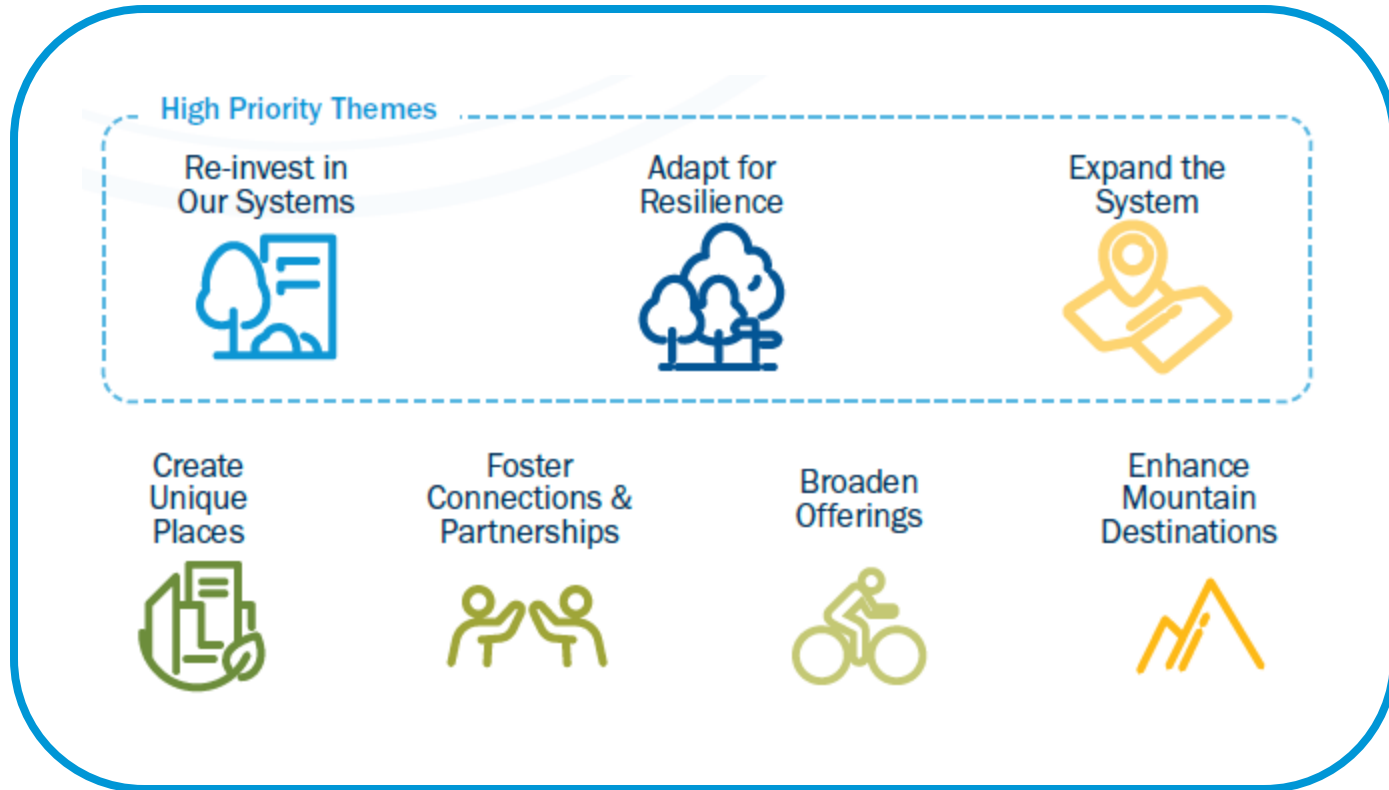 High Priority Themes
Re-invest in
Our Systems
Adapt for
Resilience
Expand the
System
Create
Unique
Places
Foster
Connections &
Partnerships
Broaden
Offerings
Enhance
Mountain
Destinations